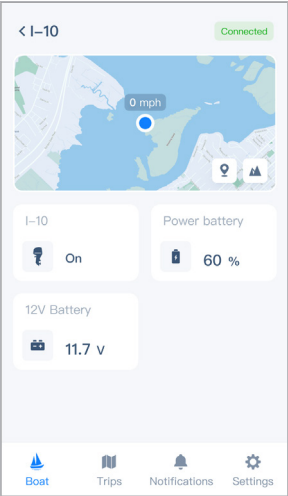 I-10
Connected
0 mph
I-10
Power battery
On
60 %
12V Battery
11.7 V
Boat
Trips
Notifications
Settings